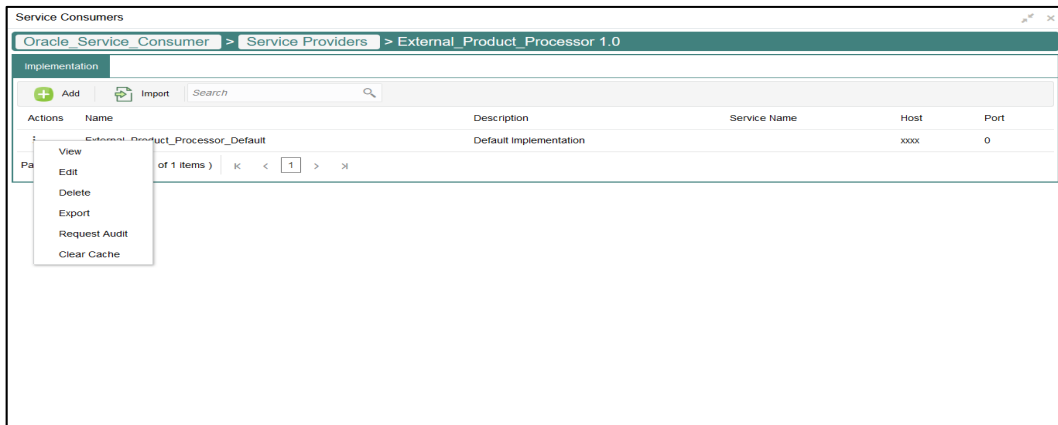 Service Consumers
Oracle_Service_Consumer > Service Providers > External_Product_Processor 1.0
Implementation
Add Import Search
Actions Name Description Service Name Host Port
External_Product_Processor_Default Default Implementation xxxx 0
of 1 items ) K < 1 > >|
View
Edit
Delete
Export
Request Audit
Clear Cache